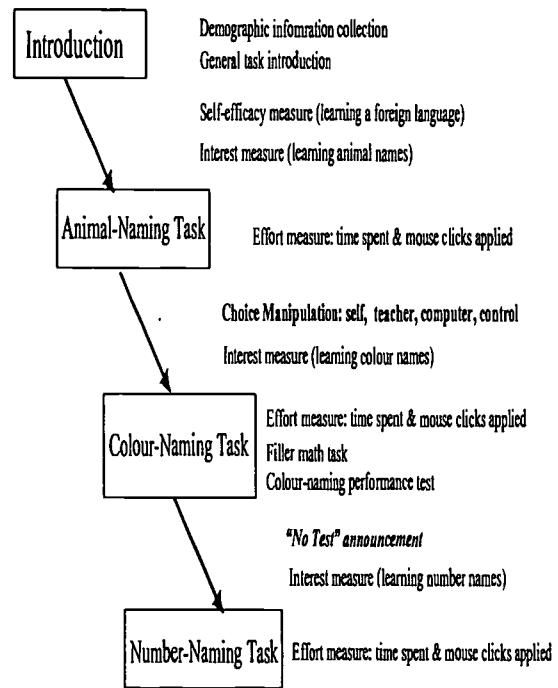 Introduction
Demographic infomration collection
General task introduction
Self-efficacy measure (learning a foreign language)
Interest measure (learning animal names)
Animal-Naming Task
Effort measure: time spent & mouse clicks applied
Choice Manipulation: self, teacher, computer, control
Interest measure (learning colour names)
Colour-Naming Task
Effort measure: time spent & mouse clicks applied
Filler math task
Colour-naming performance test
"No Test" announcement
Interest measure (learning number names)
Number-Naming Task
Effort measure: time spent & mouse clicks applied